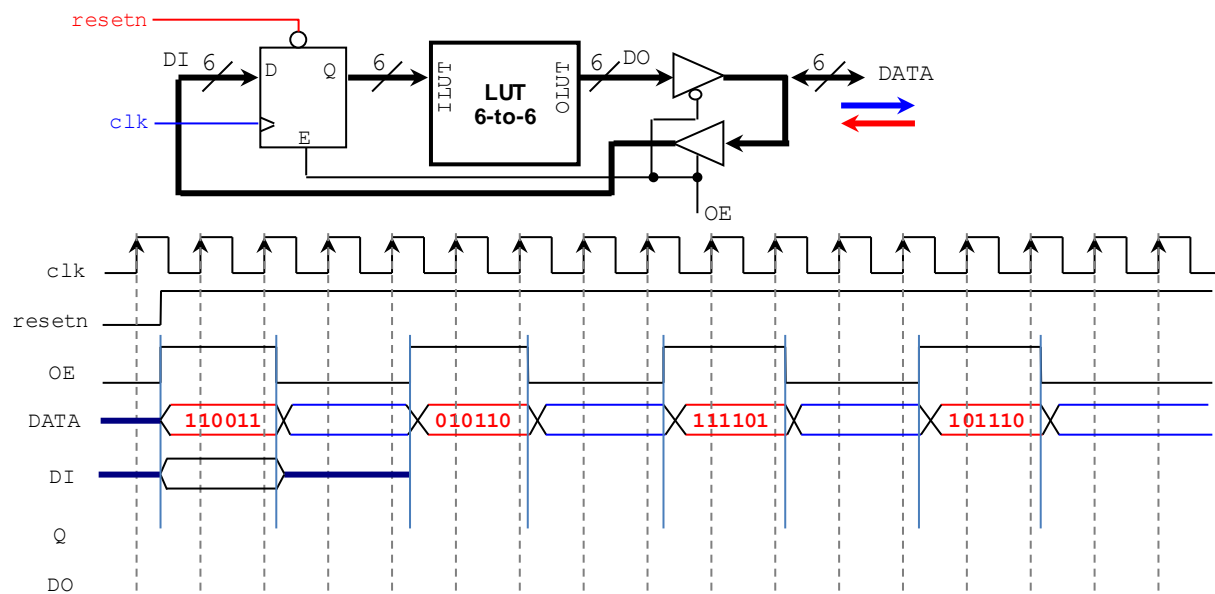 resetn
DI 6 6 6 DO 6 DATA
D Q ILUT LUT OLUT
6-to-6
clk
E
OE
clk
resetn
OE
DATA 110011 010110 111101 101110
DI
Q
DO